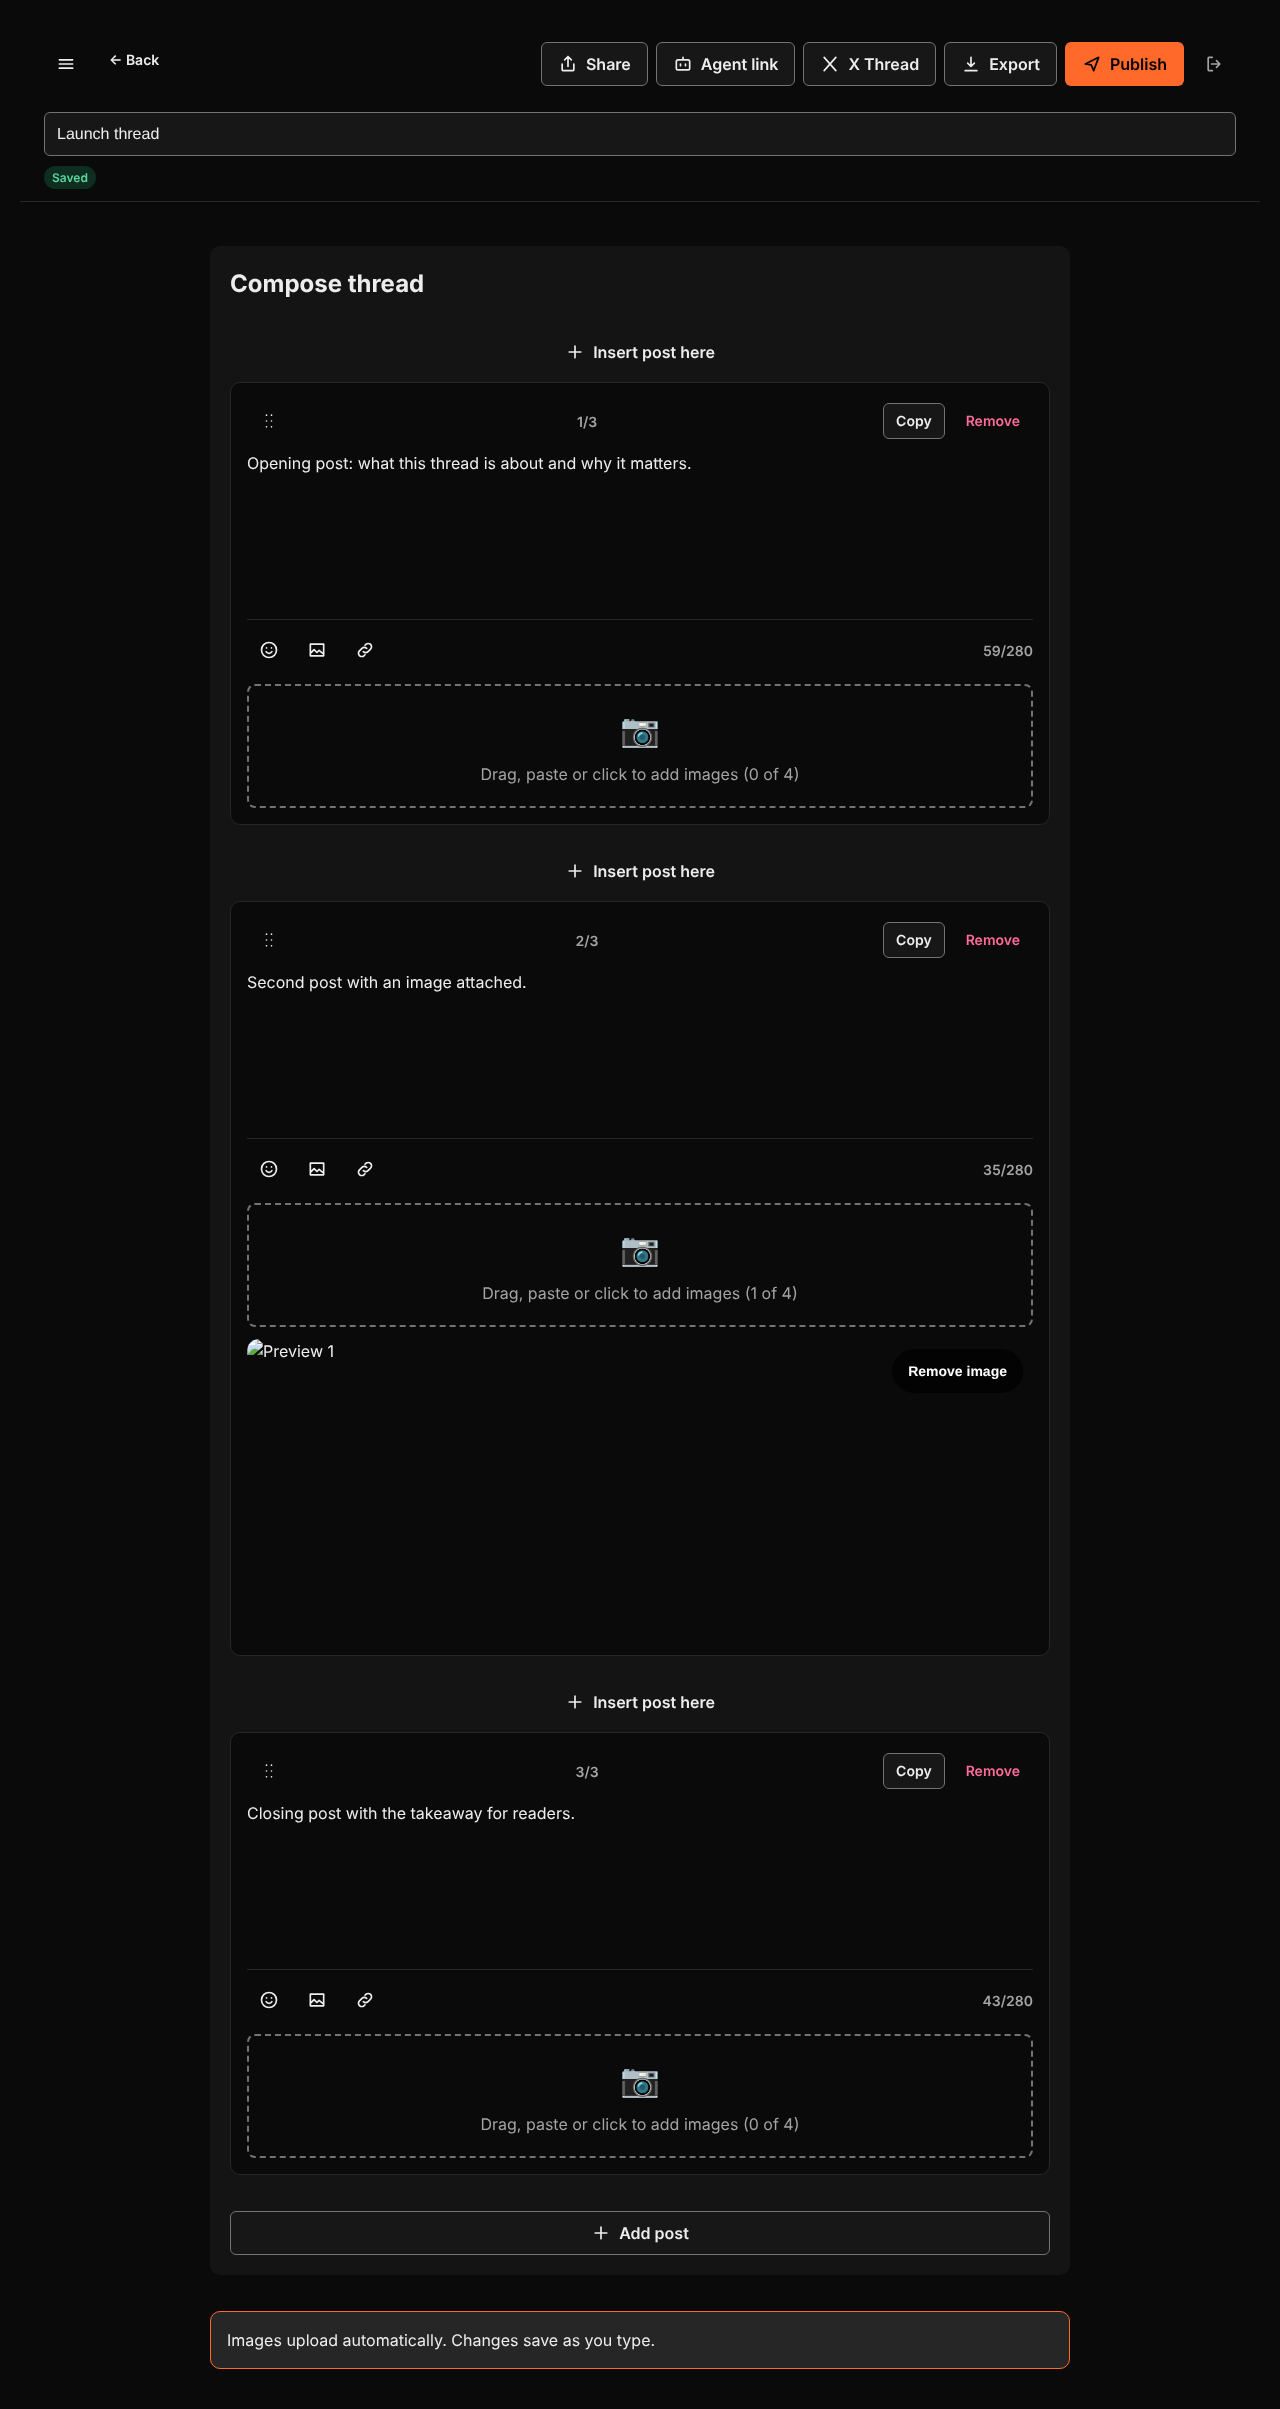 ← Back
Share
Agent link
X Thread
Export
Publish
Launch thread
Saved
Compose thread
Insert post here
1/3
Copy
Remove
Opening post: what this thread is about and why it matters.
59/280
Drag, paste or click to add images (0 of 4)
Insert post here
2/3
Copy
Remove
Second post with an image attached.
35/280
Drag, paste or click to add images (1 of 4)
Preview 1
Remove image
Insert post here
3/3
Copy
Remove
Closing post with the takeaway for readers.
43/280
Drag, paste or click to add images (0 of 4)
Add post
Images upload automatically. Changes save as you type.